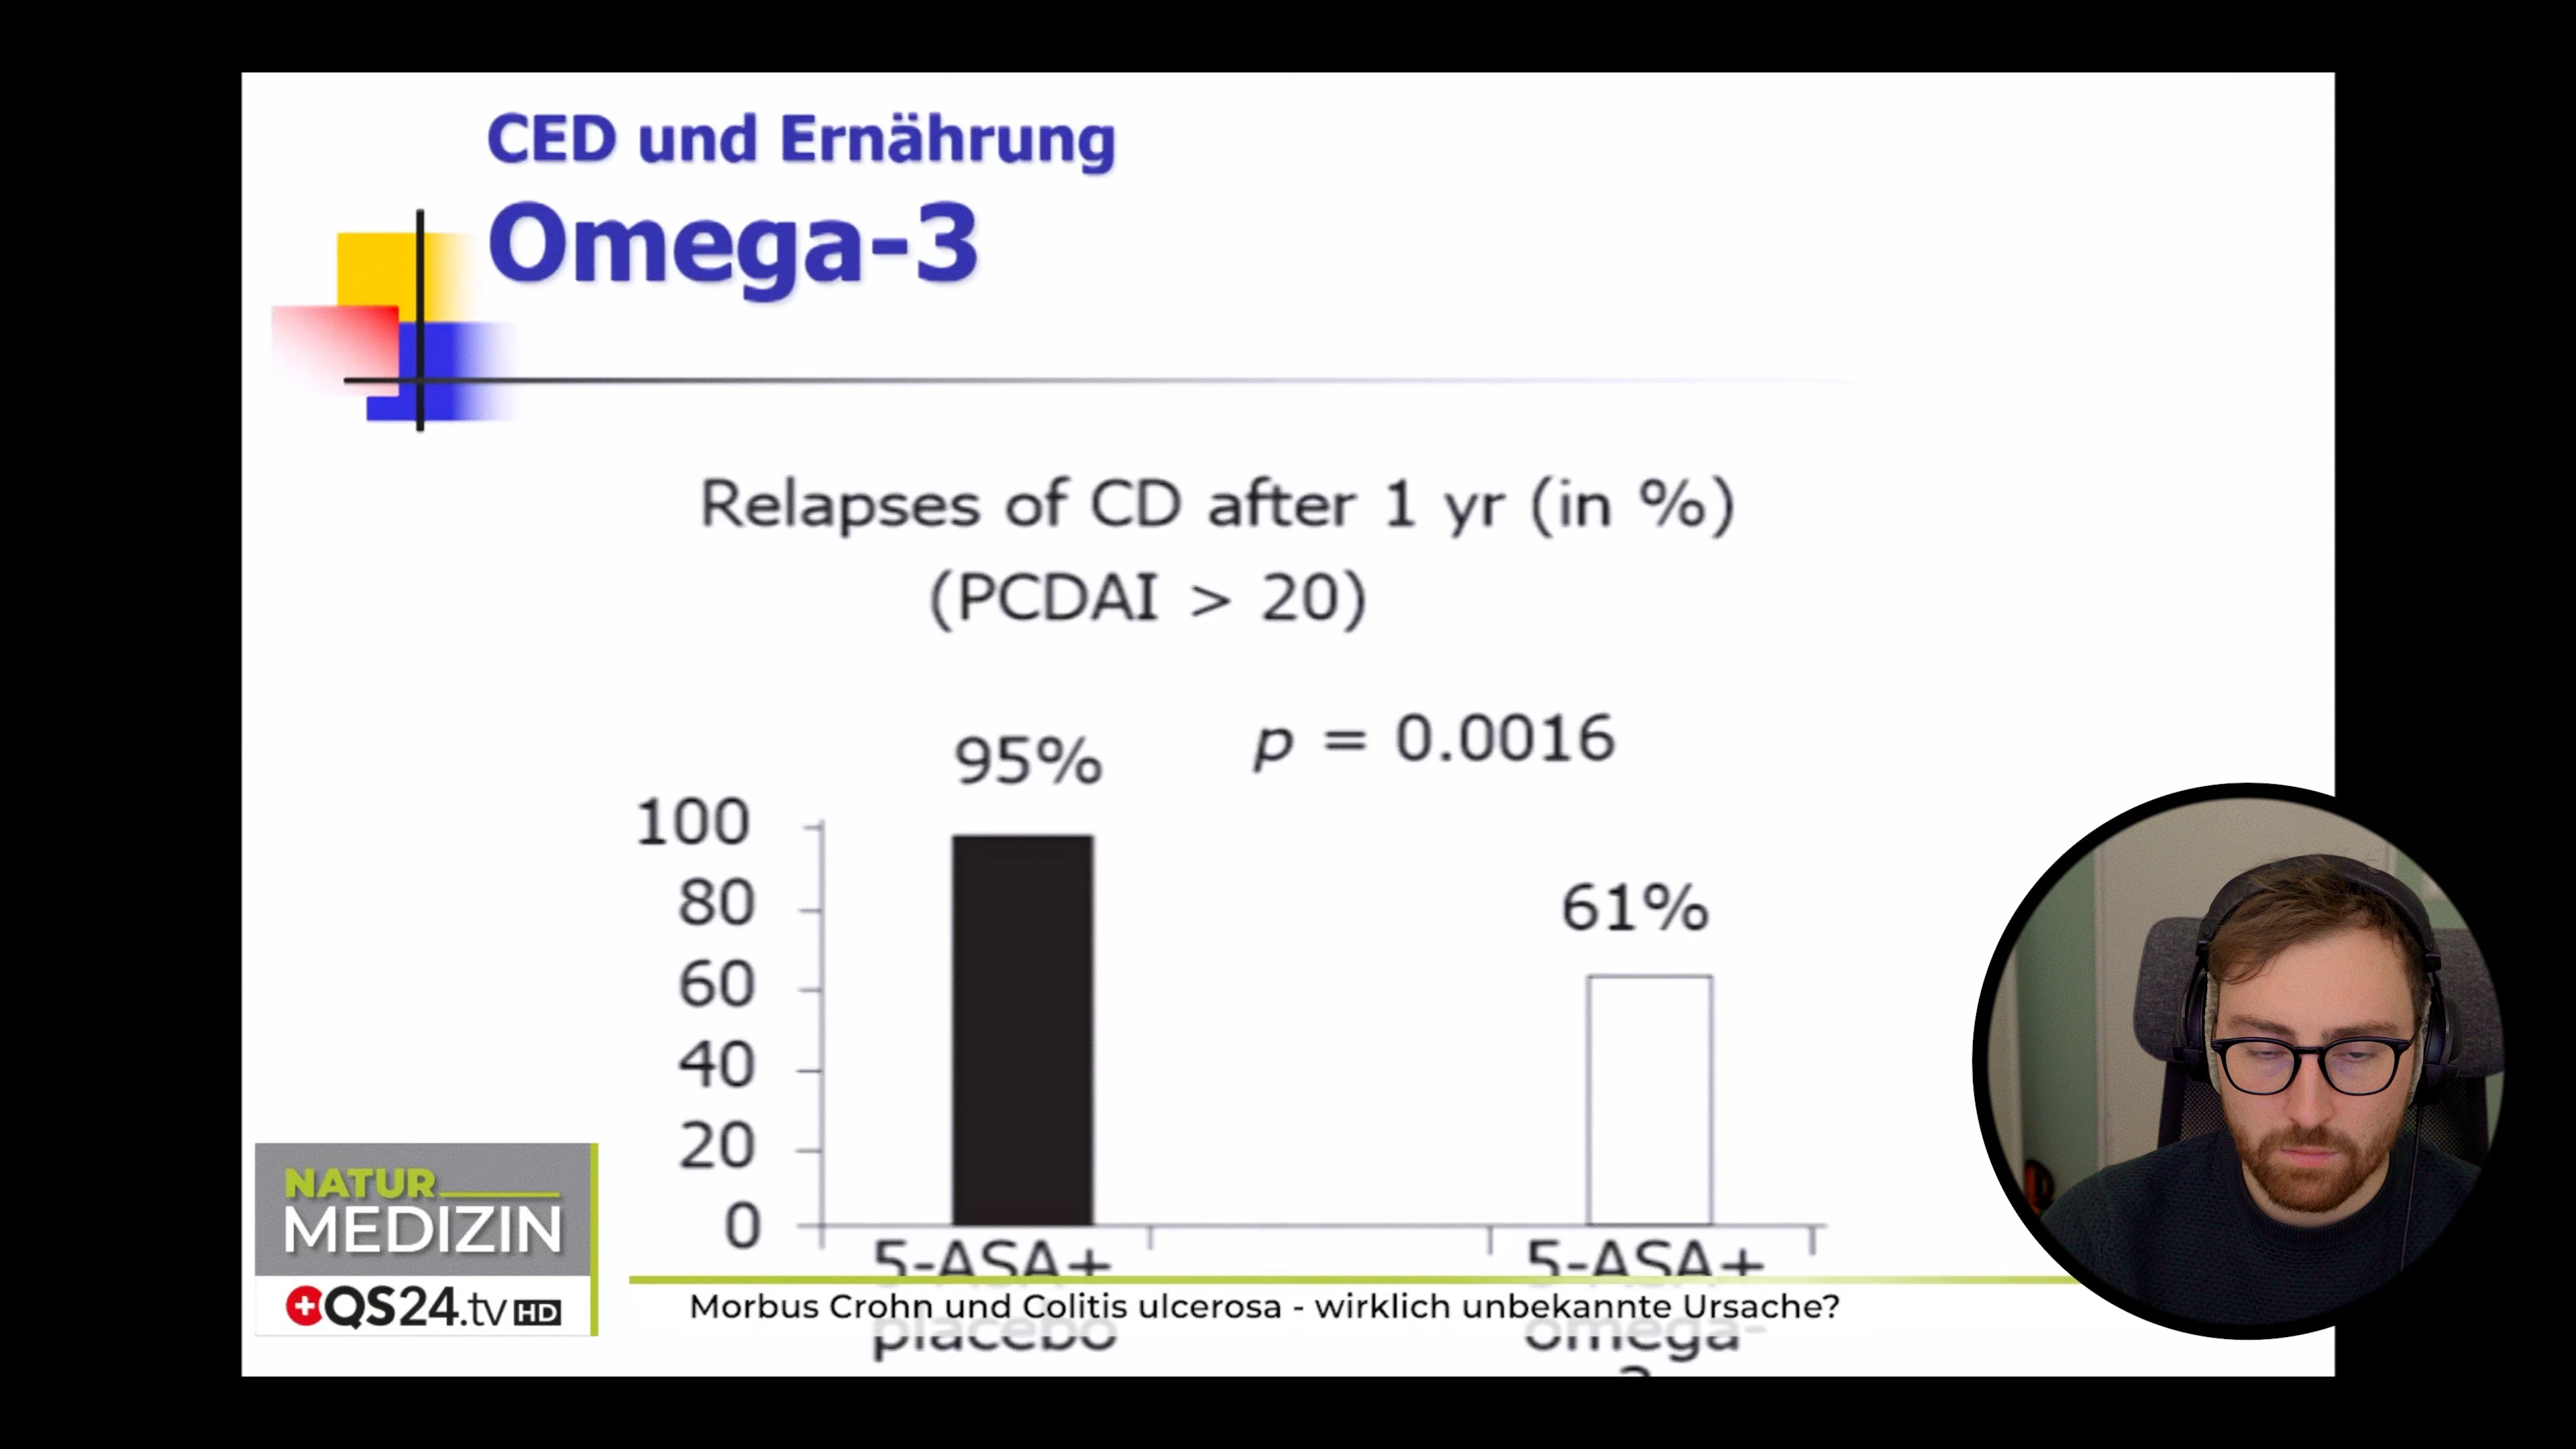 CED und Ernährung
Omega-3
Relapses of CD after 1 yr (in %)
(PCDAI > 20)
95%
p = 0.0016
61%
100
80
60
40
20
0
5-ASA+
placebo
5-ASA+
omega-
NATUR
MEDIZIN
QS24.tv HD
Morbus Crohn und Colitis ulcerosa - wirklich unbekannte Ursache?